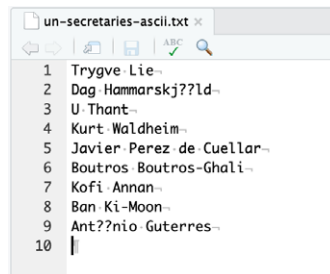 un-secretaries-ascii.txt ×
ABC
1 Trygve Lie
2 Dag Hammarskj??ld
3 U Thant
4 Kurt Waldheim
5 Javier Perez de Cuellar
6 Boutros Boutros-Ghali
7 Kofi Annan
8 Ban Ki-Moon
9 Ant??nio Guterres
10